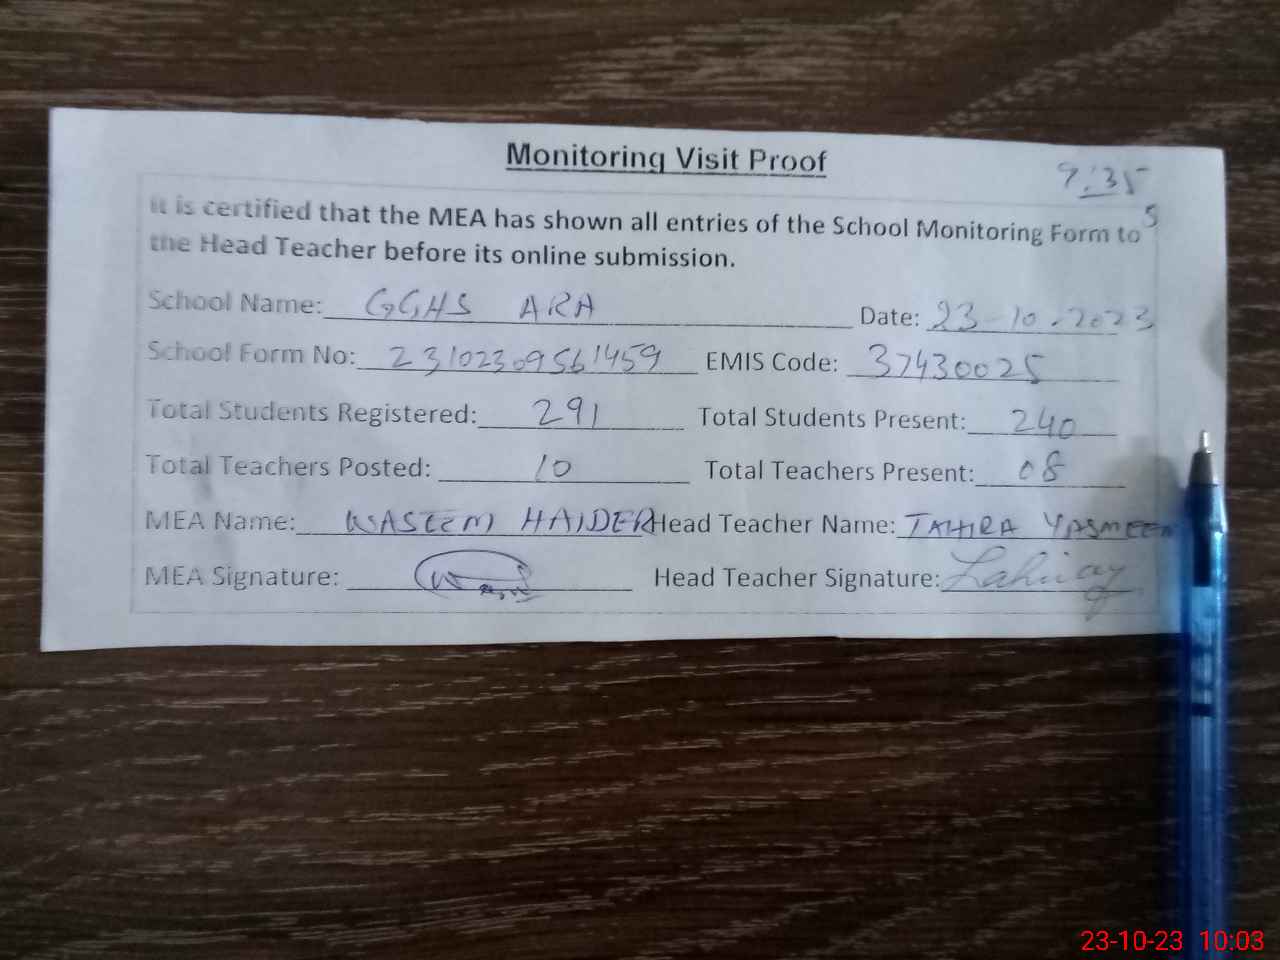 Monitoring Visit Proof
9:35
5
It is certified that the MEA has shown all entries of the School Monitoring Form to
the Head Teacher before its online submission.
School Name: GGHS ARA Date: 23-10-2023
School Form No: 2310230956 1459 EMIS Code: 37430025
Total Students Registered: 291 Total Students Present: 240
Total Teachers Posted: 10 Total Teachers Present: 08
MEA Name: WASEEM HAIDER Head Teacher Name: TAHIRA YASMEEN
MEA Signature: Head Teacher Signature:
23-10-23 10:03